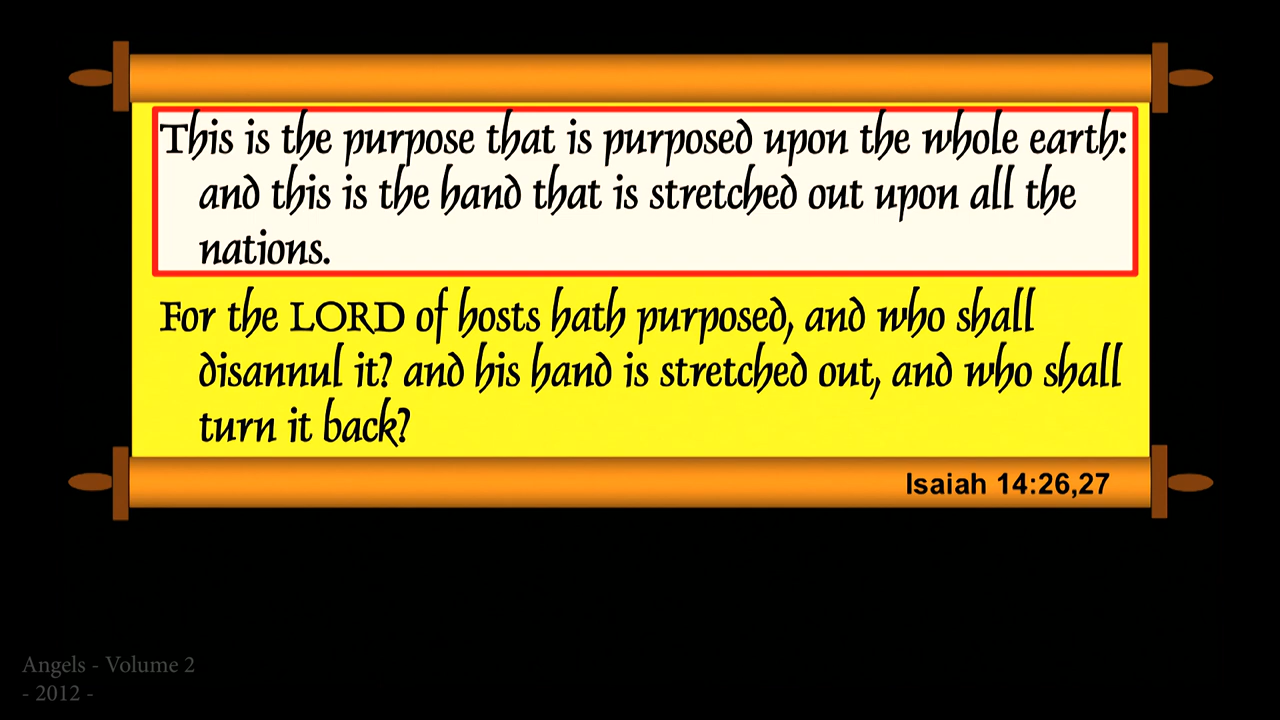 This is the purpose that is purposed upon the whole earth:
and this is the hand that is stretched out upon all the
nations.
For the LORD of hosts hath purposed, and who shall
disannul it? and his hand is stretched out, and who shall
turn it back?
Isaiah 14:26,27
Angels - Volume 2
- 2012 -